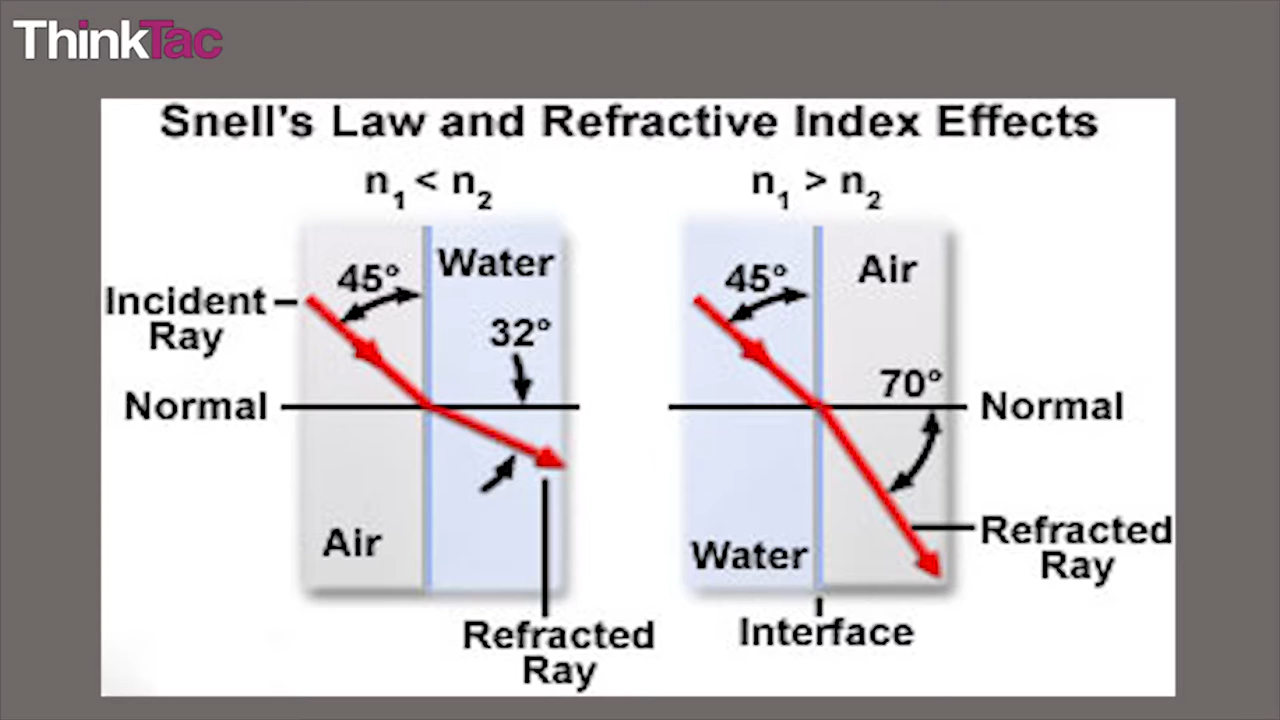 ThinkTac
Snell's Law and Refractive Index Effects
n₁ < n₂
n₁ > n₂
Incident
Ray
45°
Water
32°
Normal
Air
Refracted
Ray
45°
Air
70°
Normal
Water
Refracted
Ray
Interface